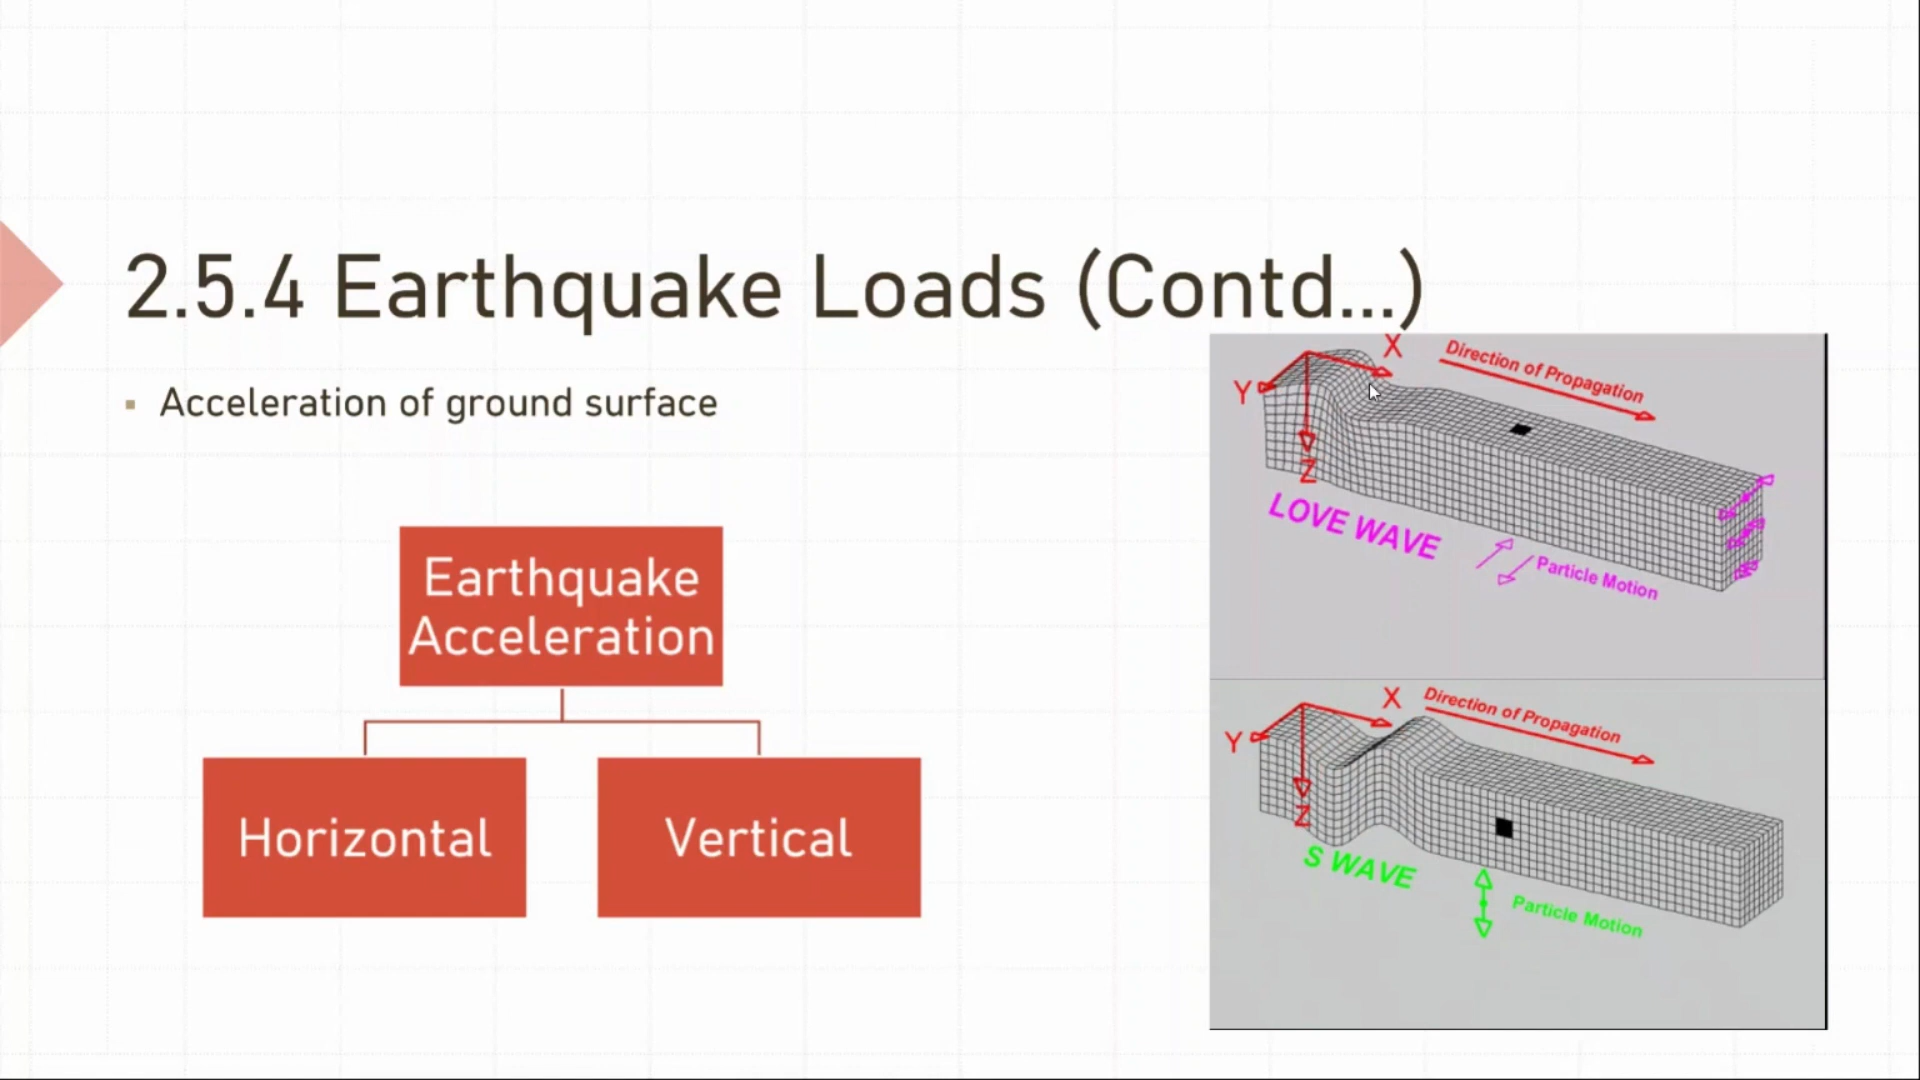 2.5.4 Earthquake Loads (Contd...)
Acceleration of ground surface
Earthquake
Acceleration
Horizontal
Vertical
X
Direction of Propagation
Y
Z
LOVE WAVE
Particle Motion
X
Direction of Propagation
Y
Z
S WAVE
Particle Motion